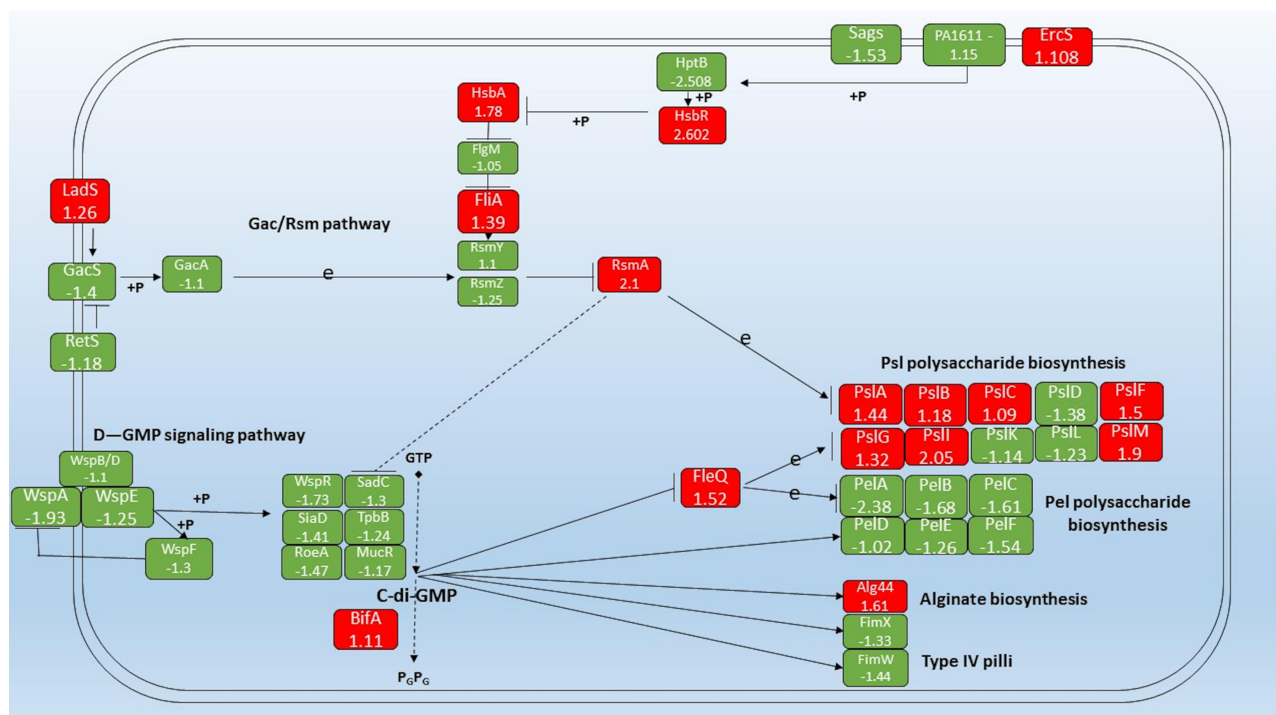 Sags
-1.53
PA1611 -
1.15
ErcS
1.108
HptB
-2.508
+P
+P
HsbA
1.78
+P
HsbR
2.602
FlgM
-1.05
LadS
1.26
FliA
1.39
Gac/Rsm pathway
GacS
-1.4
+P
GacA
-1.1
e
RsmY
1.1
RsmZ
-1.25
RsmA
2.1
RetS
-1.18
e
Psl polysaccharide biosynthesis
PslA
1.44
PslB
1.18
PslC
1.09
PslD
-1.38
PslF
1.5
PslG
1.32
PslI
2.05
PslK
-1.14
PslL
-1.23
PslM
1.9
D—GMP signaling pathway
WspB/D
-1.1
WspA
-1.93
WspE
-1.25
+P
+P
WspF
-1.3
GTP
WspR
-1.73
SadC
-1.3
SiaD
-1.41
TpbB
-1.24
RoeA
-1.47
MucR
-1.17
FleQ
1.52
e
e
PelA
-2.38
PelB
-1.68
PelC
-1.61
PelD
-1.02
PelE
-1.26
PelF
-1.54
Pel polysaccharide
biosynthesis
C-di-GMP
BifA
1.11
PGPG
Alg44
1.61
Alginate biosynthesis
FimX
-1.33
FimW
-1.44
Type IV pilli